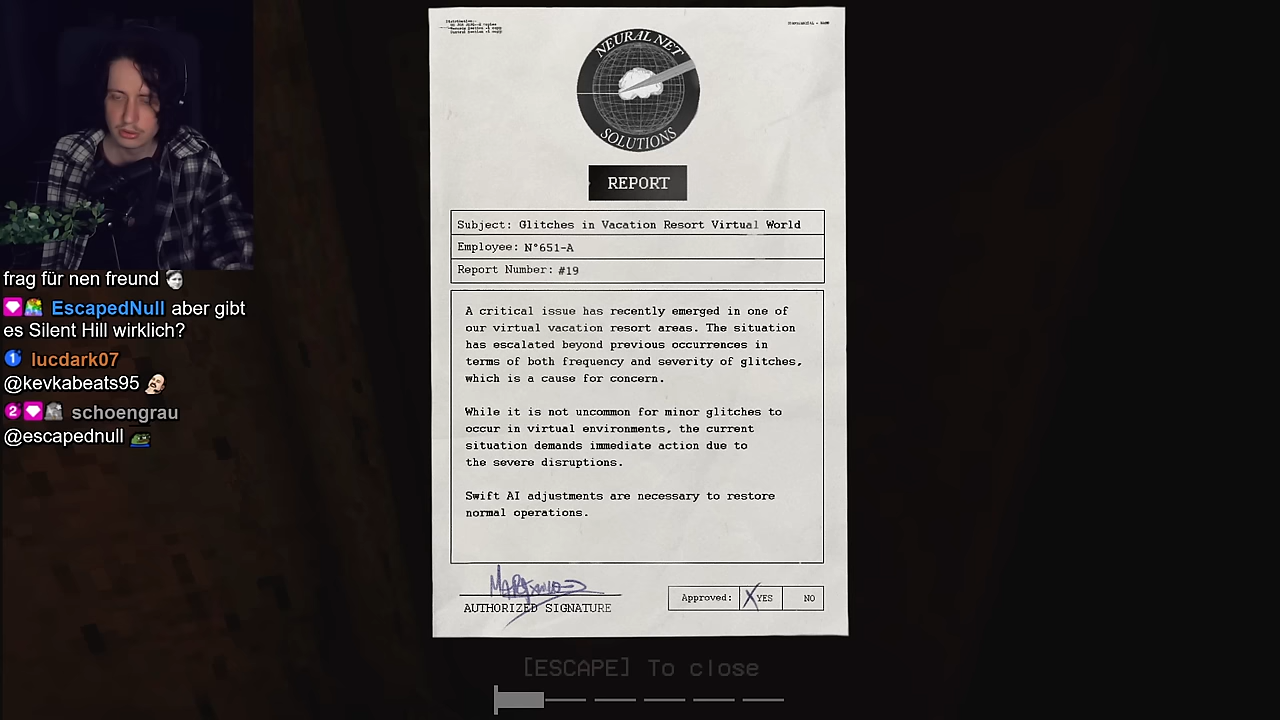 NEURAL NET
SOLUTIONS
REPORT
Subject: Glitches in Vacation Resort Virtual World
Employee: N°651-A
Report Number: #19
A critical issue has recently emerged in one of
our virtual vacation resort areas. The situation
has escalated beyond previous occurrences in
terms of both frequency and severity of glitches,
which is a cause for concern.
While it is not uncommon for minor glitches to
occur in virtual environments, the current
situation demands immediate action due to
the severe disruptions.
Swift AI adjustments are necessary to restore
normal operations.
AUTHORIZED SIGNATURE
Approved: X YES NO
[ESCAPE] To close
frag für nen freund
EscapedNull aber gibt
es Silent Hill wirklich?
1 lucdark07
@kevkabeats95
2 schoengrau
@escapednull